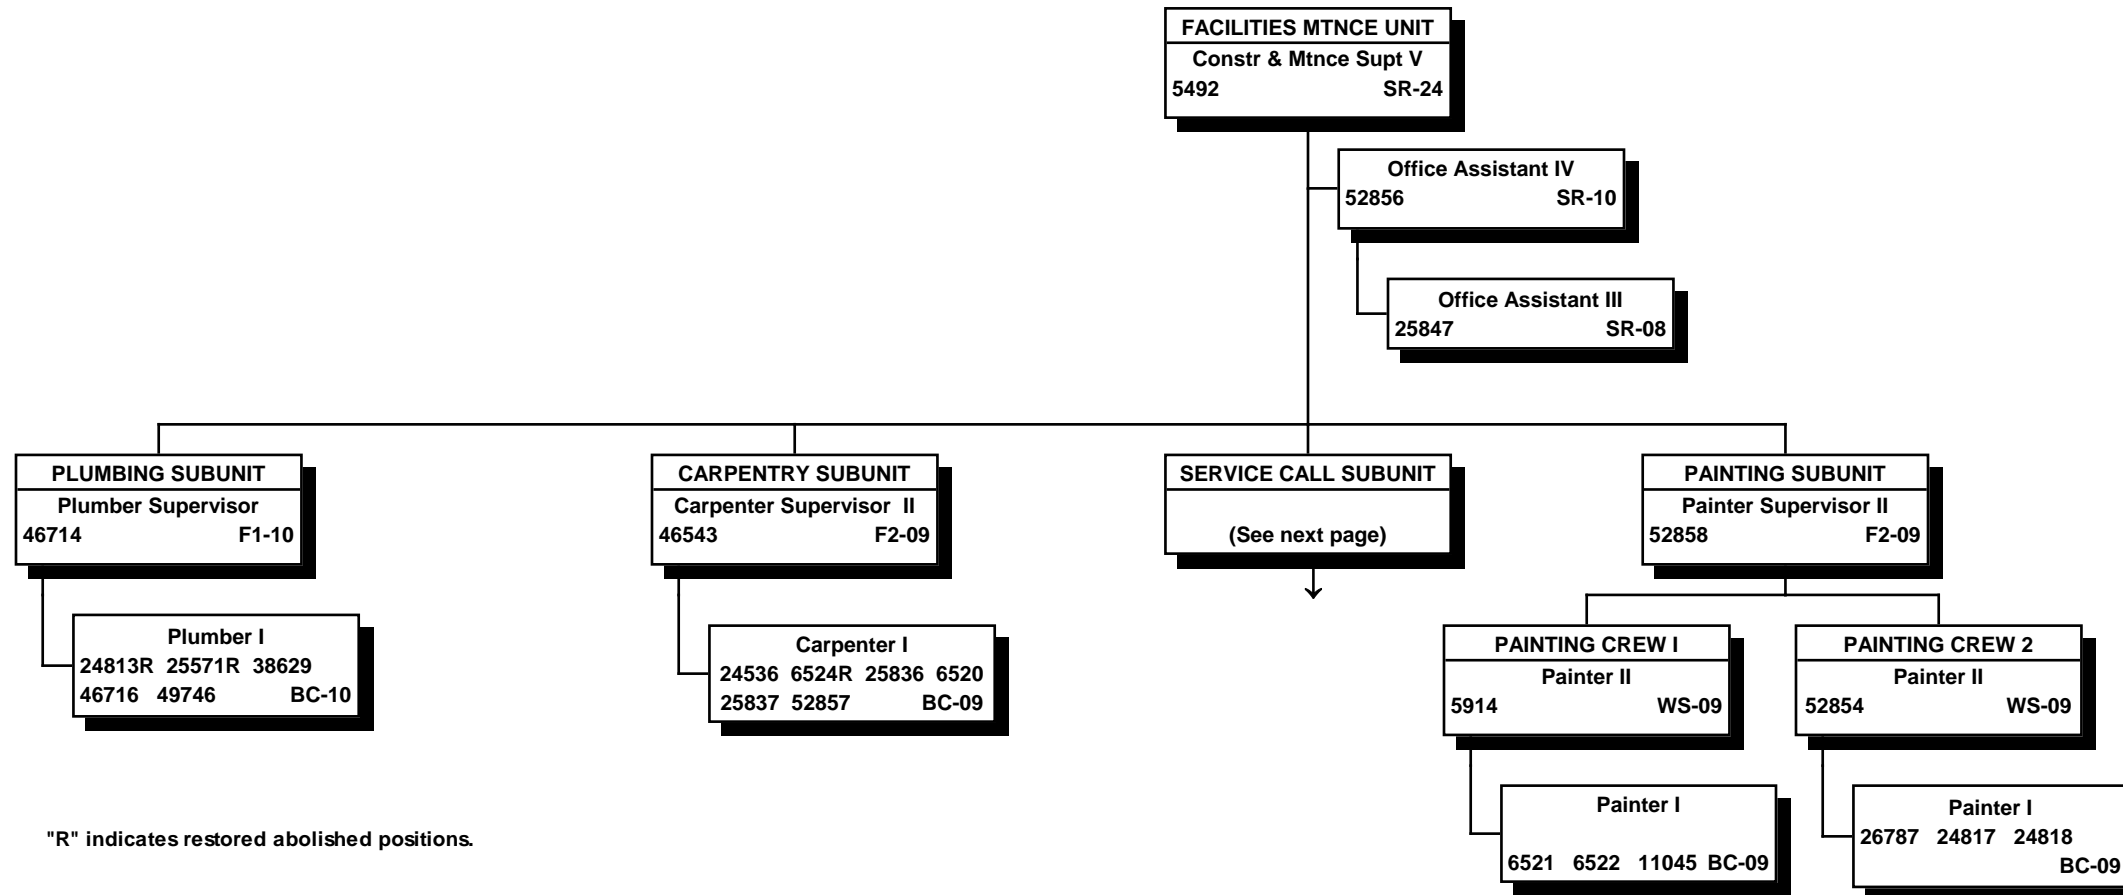 FACILITIES MTNCE UNIT
Constr & Mtnce Supt V
5492 SR-24
Office Assistant IV
52856 SR-10
Office Assistant III
25847 SR-08
PLUMBING SUBUNIT
Plumber Supervisor
46714 F1-10
Plumber I
24813R 25571R 38629
46716 49746 BC-10
CARPENTRY SUBUNIT
Carpenter Supervisor II
46543 F2-09
Carpenter I
24536 6524R 25836 6520
25837 52857 BC-09
SERVICE CALL SUBUNIT
(See next page)
PAINTING SUBUNIT
Painter Supervisor II
52858 F2-09
PAINTING CREW I
Painter II
5914 WS-09
Painter I
6521 6522 11045 BC-09
PAINTING CREW 2
Painter II
52854 WS-09
Painter I
26787 24817 24818
BC-09
"R" indicates restored abolished positions.